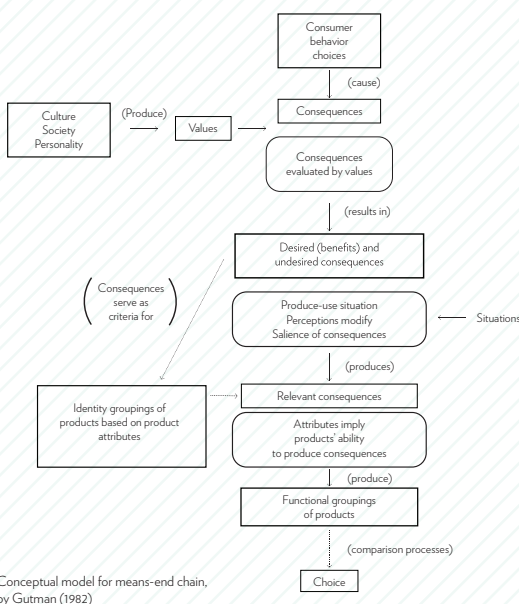 Consumer
behavior
choices
(cause)
Culture
Society
Personality
(Produce)
Values
Consequences
Consequences
evaluated by values
(results in)
Desired (benefits) and
undesired consequences
Consequences
serve as
criteria for
Produce-use situation
Perceptions modify
Salience of consequences
Situations
(produces)
Identity groupings of
products based on product
attributes
Relevant consequences
Attributes imply
products' ability
to produce consequences
(produce)
Functional groupings
of products
(comparison processes)
Choice
Conceptual model for means-end chain,
by Gutman (1982)